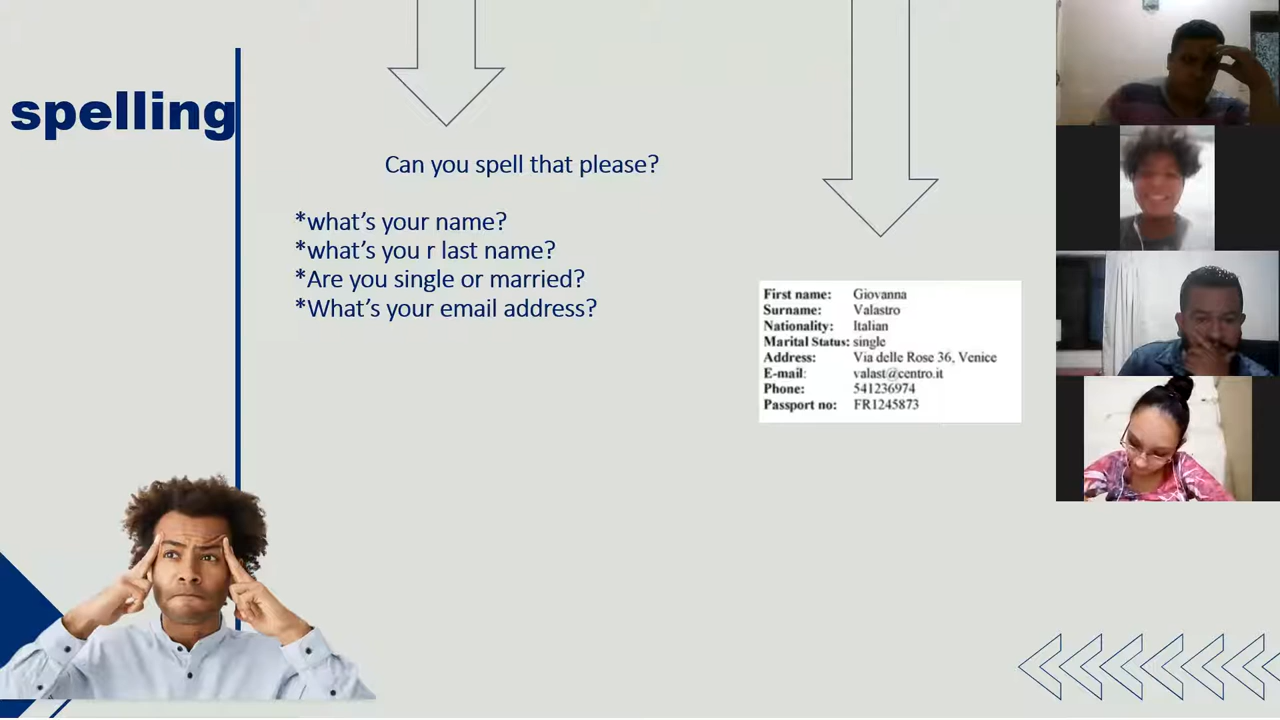 spelling
Can you spell that please?
*what's your name?
*what's you r last name?
*Are you single or married?
*What's your email address?
First name: Giovanna
Surname: Valastro
Nationality: Italian
Marital Status: single
Address: Via delle Rose 36, Venice
E-mail: valast@centro.it
Phone: 541236974
Passport no: FR1245873